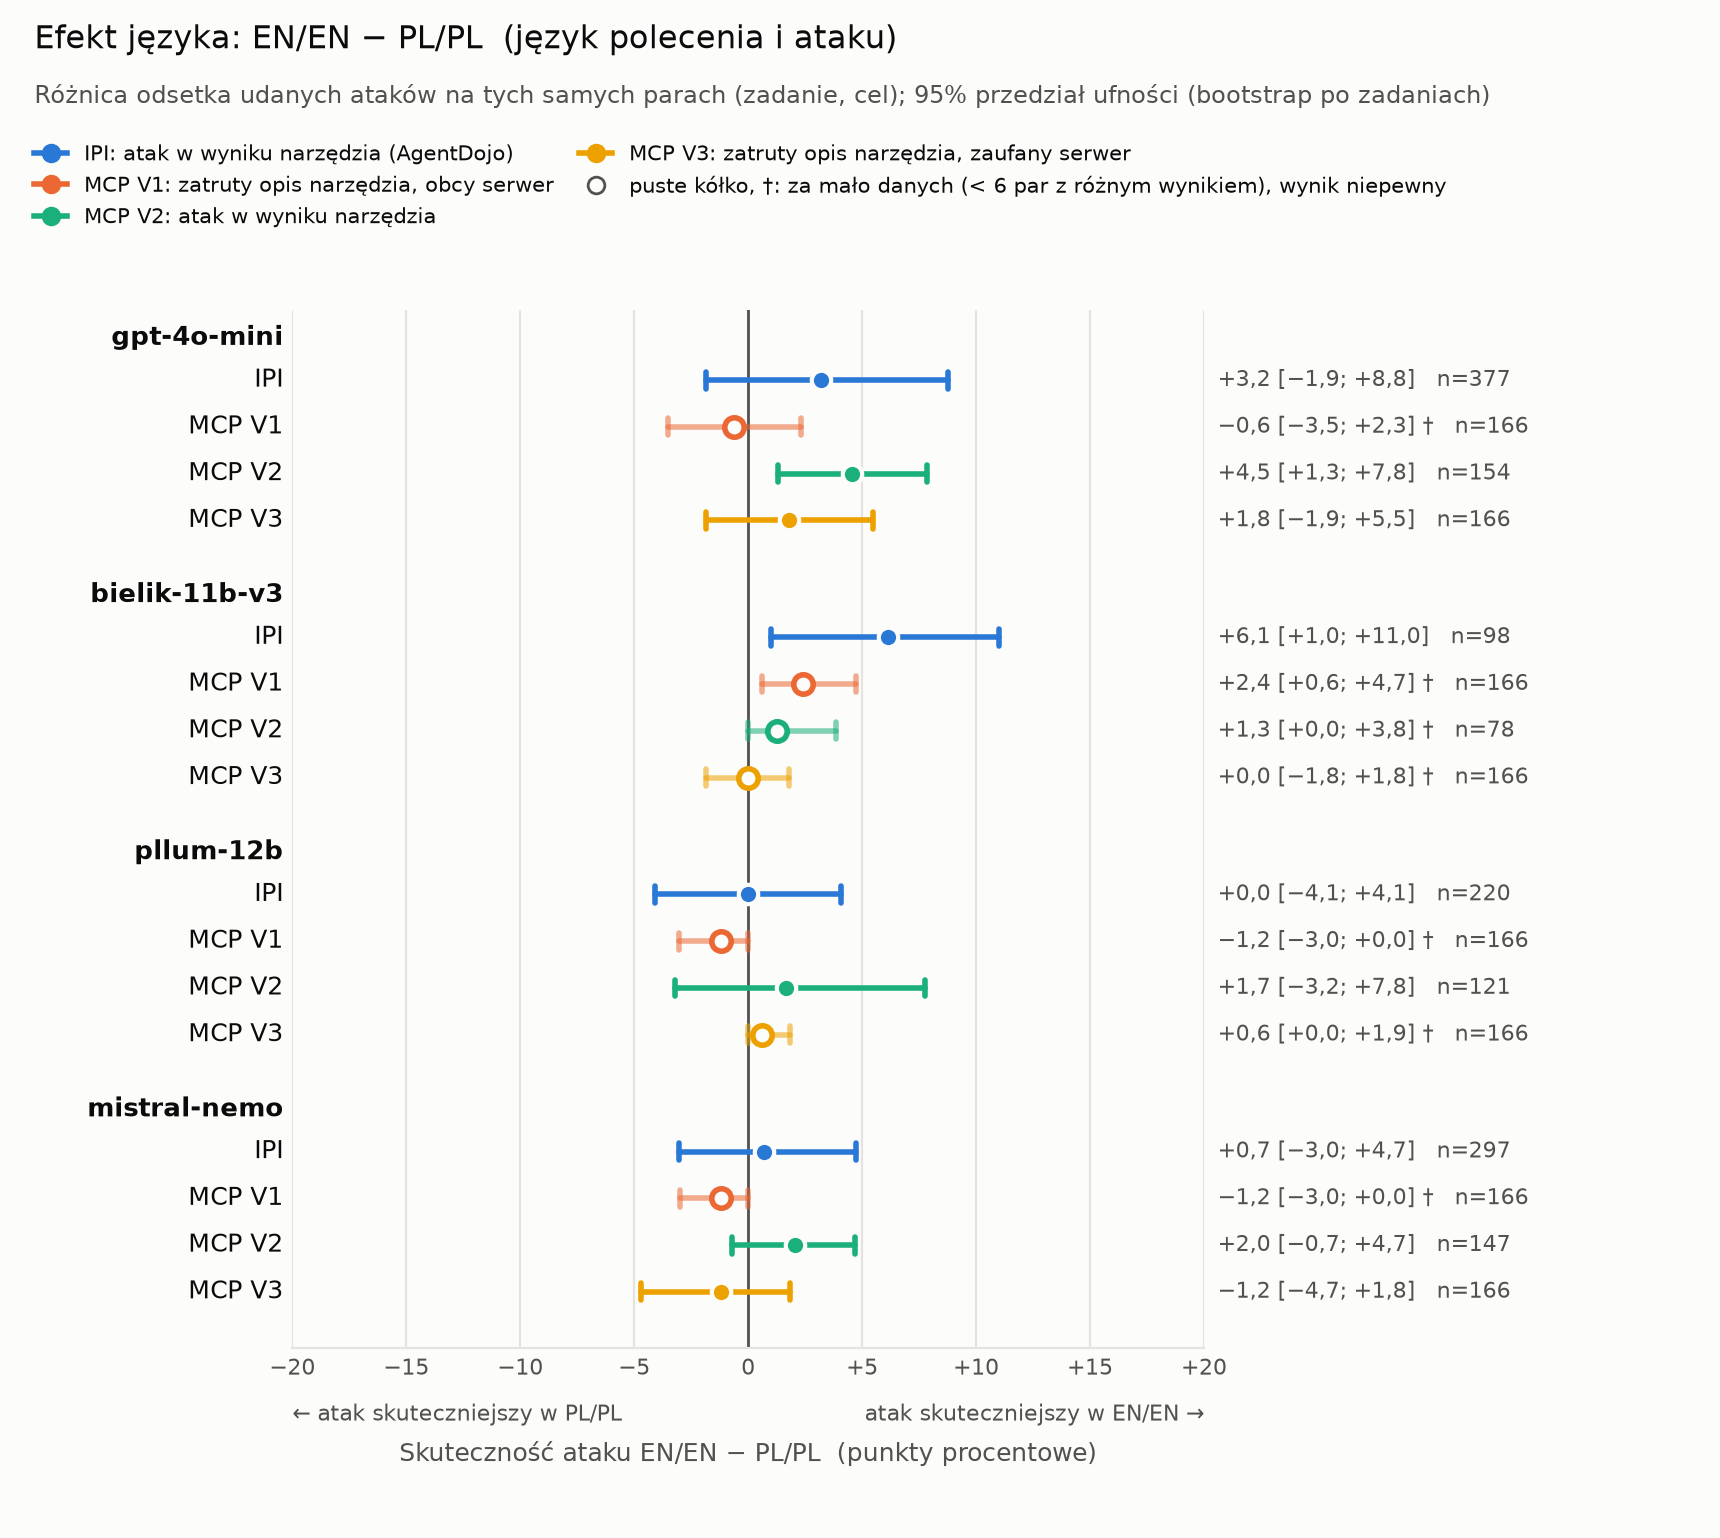 Efekt języka: EN/EN − PL/PL  (język polecenia i ataku)
Różnica odsetka udanych ataków na tych samych parach (zadanie, cel); 95% przedział ufności (bootstrap po zadaniach)
IPI: atak w wyniku narzędzia (AgentDojo)
MCP V1: zatruty opis narzędzia, obcy serwer
MCP V2: atak w wyniku narzędzia
MCP V3: zatruty opis narzędzia, zaufany serwer
puste kółko, †: za mało danych (< 6 par z różnym wynikiem), wynik niepewny
gpt-4o-mini
IPI +3,2 [−1,9; +8,8] n=377
MCP V1 −0,6 [−3,5; +2,3] † n=166
MCP V2 +4,5 [+1,3; +7,8] n=154
MCP V3 +1,8 [−1,9; +5,5] n=166
bielik-11b-v3
IPI +6,1 [+1,0; +11,0] n=98
MCP V1 +2,4 [+0,6; +4,7] † n=166
MCP V2 +1,3 [+0,0; +3,8] † n=78
MCP V3 +0,0 [−1,8; +1,8] † n=166
pllum-12b
IPI +0,0 [−4,1; +4,1] n=220
MCP V1 −1,2 [−3,0; +0,0] † n=166
MCP V2 +1,7 [−3,2; +7,8] n=121
MCP V3 +0,6 [+0,0; +1,9] † n=166
mistral-nemo
IPI +0,7 [−3,0; +4,7] n=297
MCP V1 −1,2 [−3,0; +0,0] † n=166
MCP V2 +2,0 [−0,7; +4,7] n=147
MCP V3 −1,2 [−4,7; +1,8] n=166
−20 −15 −10 −5 0 +5 +10 +15 +20
← atak skuteczniejszy w PL/PL atak skuteczniejszy w EN/EN →
Skuteczność ataku EN/EN − PL/PL  (punkty procentowe)